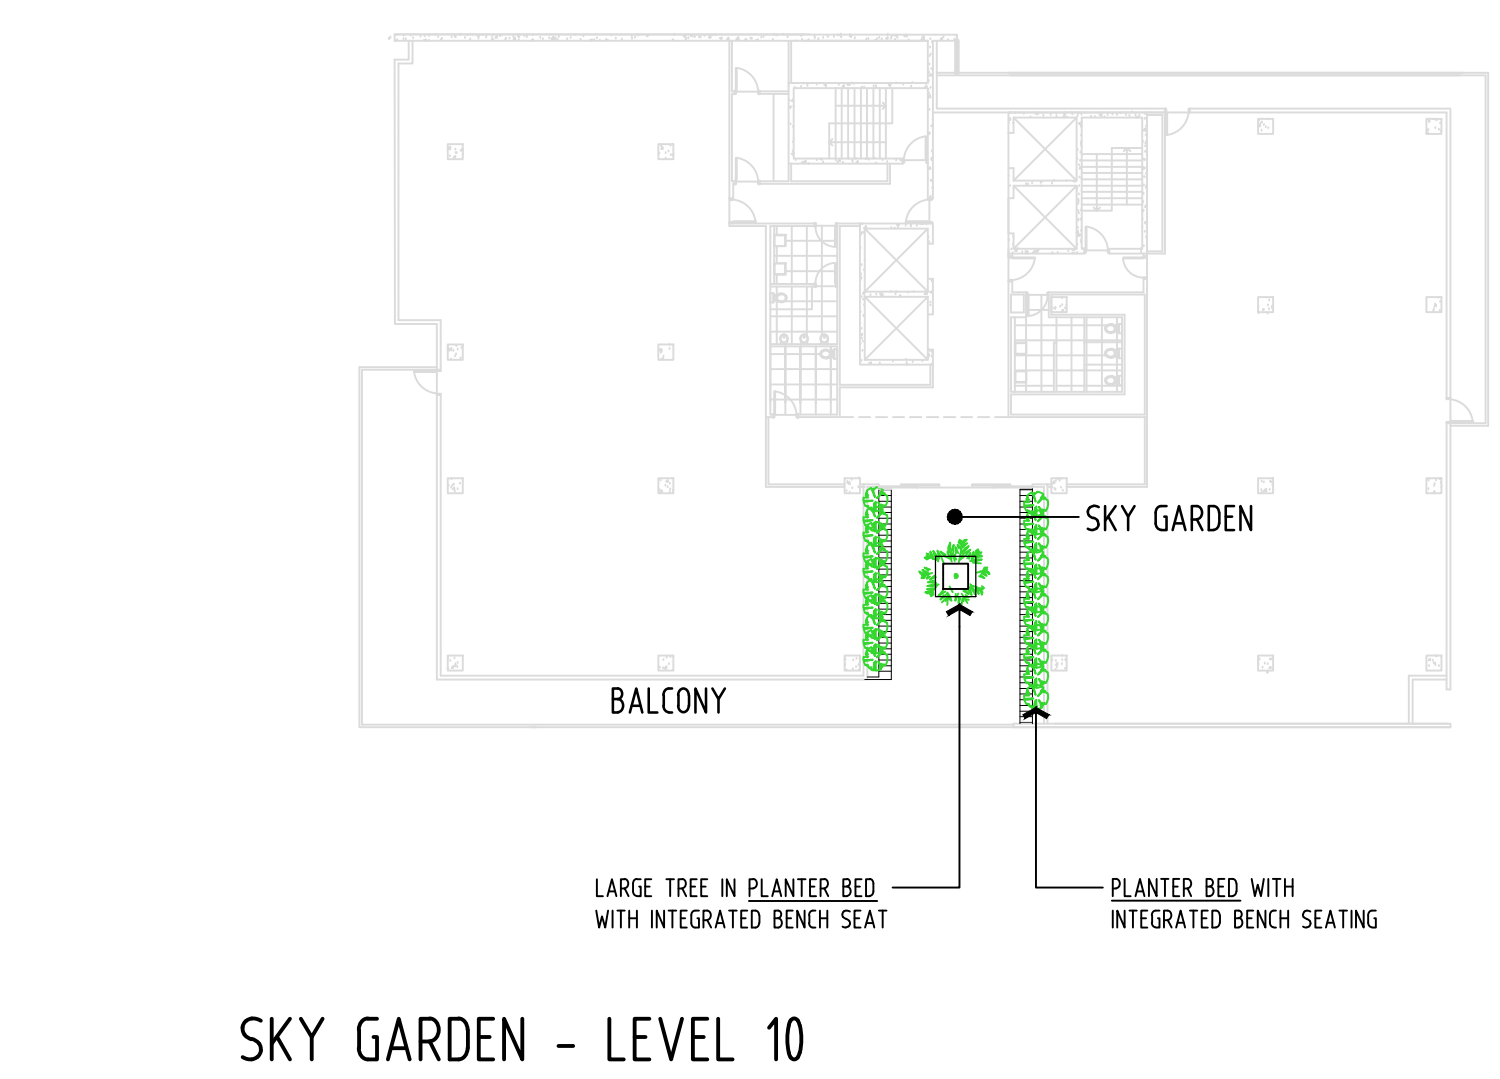 SKY GARDEN
BALCONY
LARGE TREE IN PLANTER BED
WITH INTEGRATED BENCH SEAT
PLANTER BED WITH
INTEGRATED BENCH SEATING
SKY GARDEN - LEVEL 10